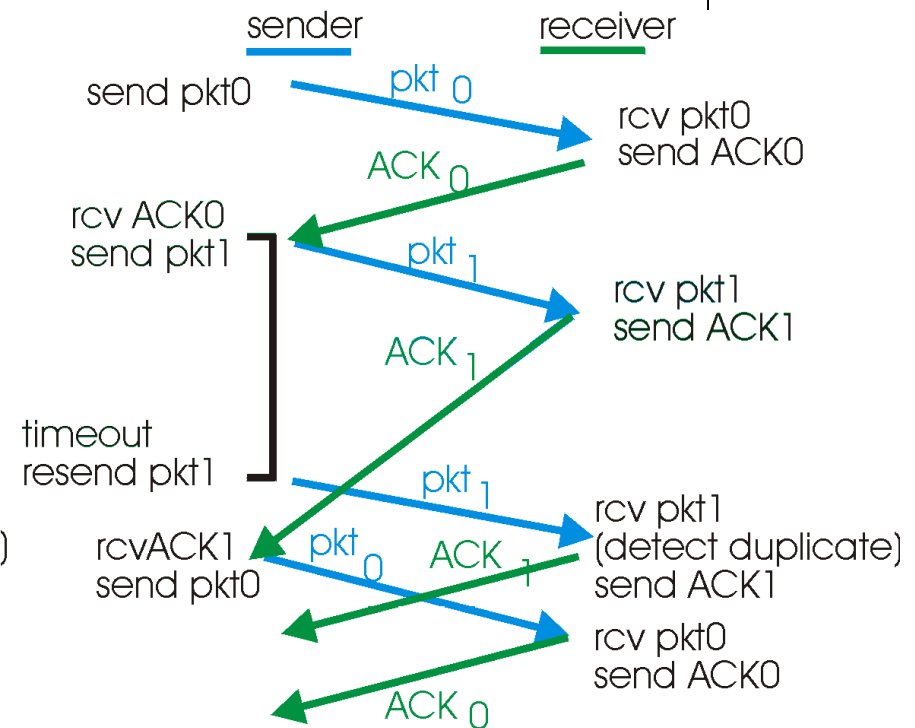 sender
receiver
send pkt0
pkt 0
rcv pkt0
send ACK0
ACK 0
rcv ACK0
send pkt1
pkt 1
rcv pkt1
send ACK1
ACK 1
timeout
resend pkt1
pkt 1
rcv pkt1
(detect duplicate)
send ACK1
)
rcvACK1
send pkt0
pkt 0
ACK 1
rcv pkt0
send ACK0
ACK 0